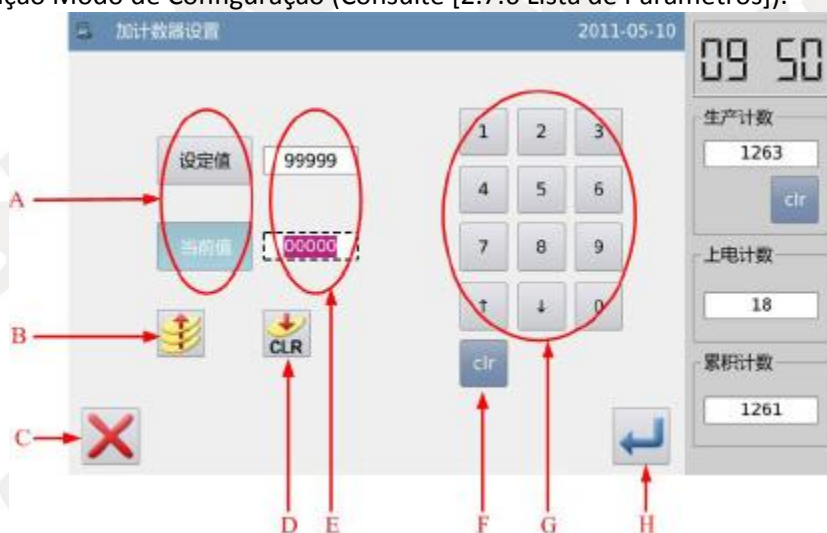 ção Modo de Configuração (Consulte [2.7.6 Lista de Parâmetros]).
加计数器设置 2011-05-10
09 50
生产计数
1263
clr
设定值 99999
当前值 00000
A
1 2 3
4 5 6
7 8 9
↑ ↓ 0
上电计数
18
B
CLR
clr
累积计数
1261
C
D E F G H